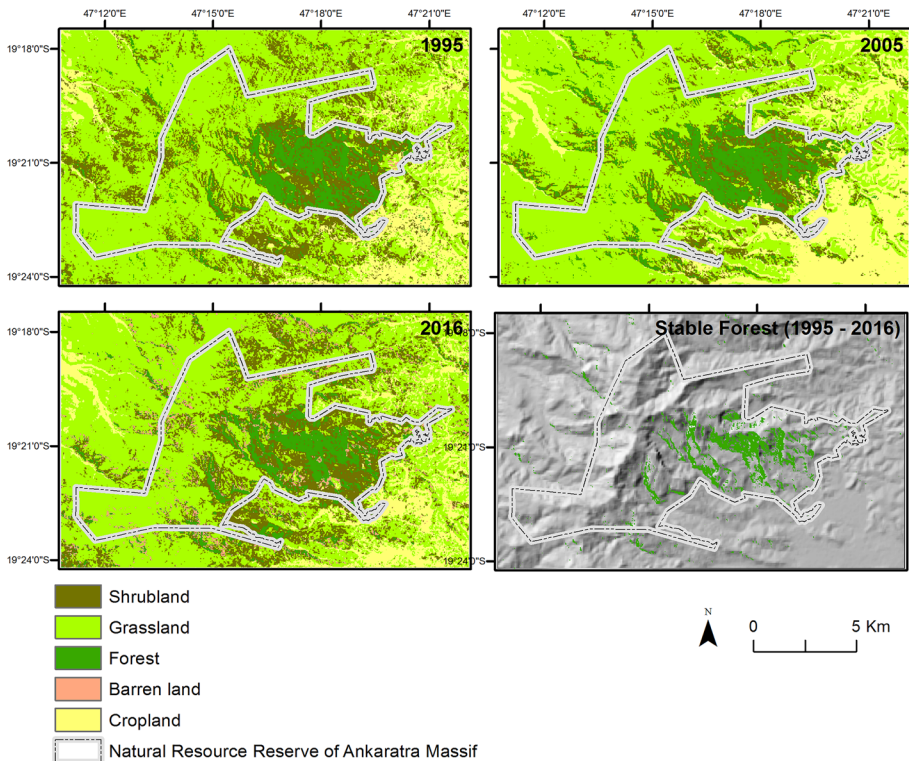 47°12'0"E 47°15'0"E 47°18'0"E 47°21'0"E 47°12'0"E 47°15'0"E 47°18'0"E 47°21'0"E
19°18'0"S 1995 2005
19°21'0"S
19°24'0"S
19°18'0"S 2016 19°18'0"S Stable Forest (1995 - 2016)
19°21'0"S 19°21'0"S
19°24'0"S 19°24'0"S
Shrubland
Grassland
Forest
Barren land
Cropland
Natural Resource Reserve of Ankaratra Massif
N
0 5 Km